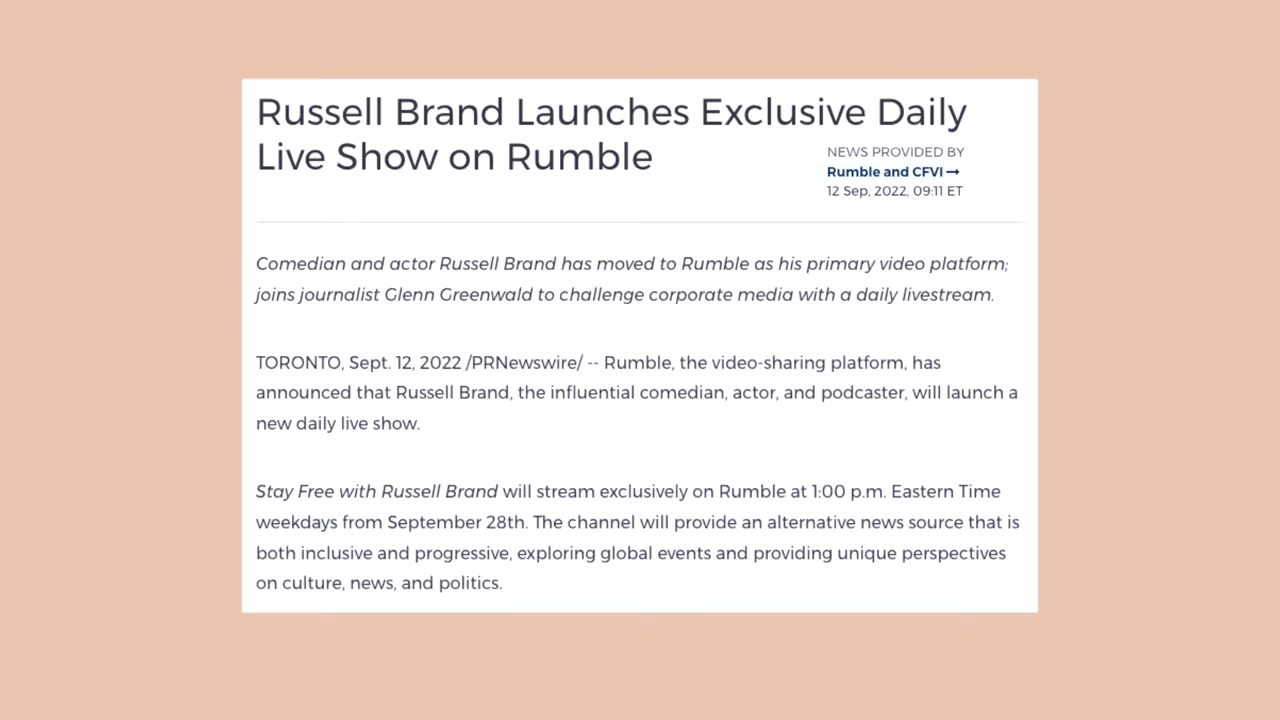 Russell Brand Launches Exclusive Daily
Live Show on Rumble
NEWS PROVIDED BY
Rumble and CFVI →
12 Sep, 2022, 09:11 ET
Comedian and actor Russell Brand has moved to Rumble as his primary video platform;
joins journalist Glenn Greenwald to challenge corporate media with a daily livestream.
TORONTO, Sept. 12, 2022 /PRNewswire/ -- Rumble, the video-sharing platform, has
announced that Russell Brand, the influential comedian, actor, and podcaster, will launch a
new daily live show.
Stay Free with Russell Brand will stream exclusively on Rumble at 1:00 p.m. Eastern Time
weekdays from September 28th. The channel will provide an alternative news source that is
both inclusive and progressive, exploring global events and providing unique perspectives
on culture, news, and politics.